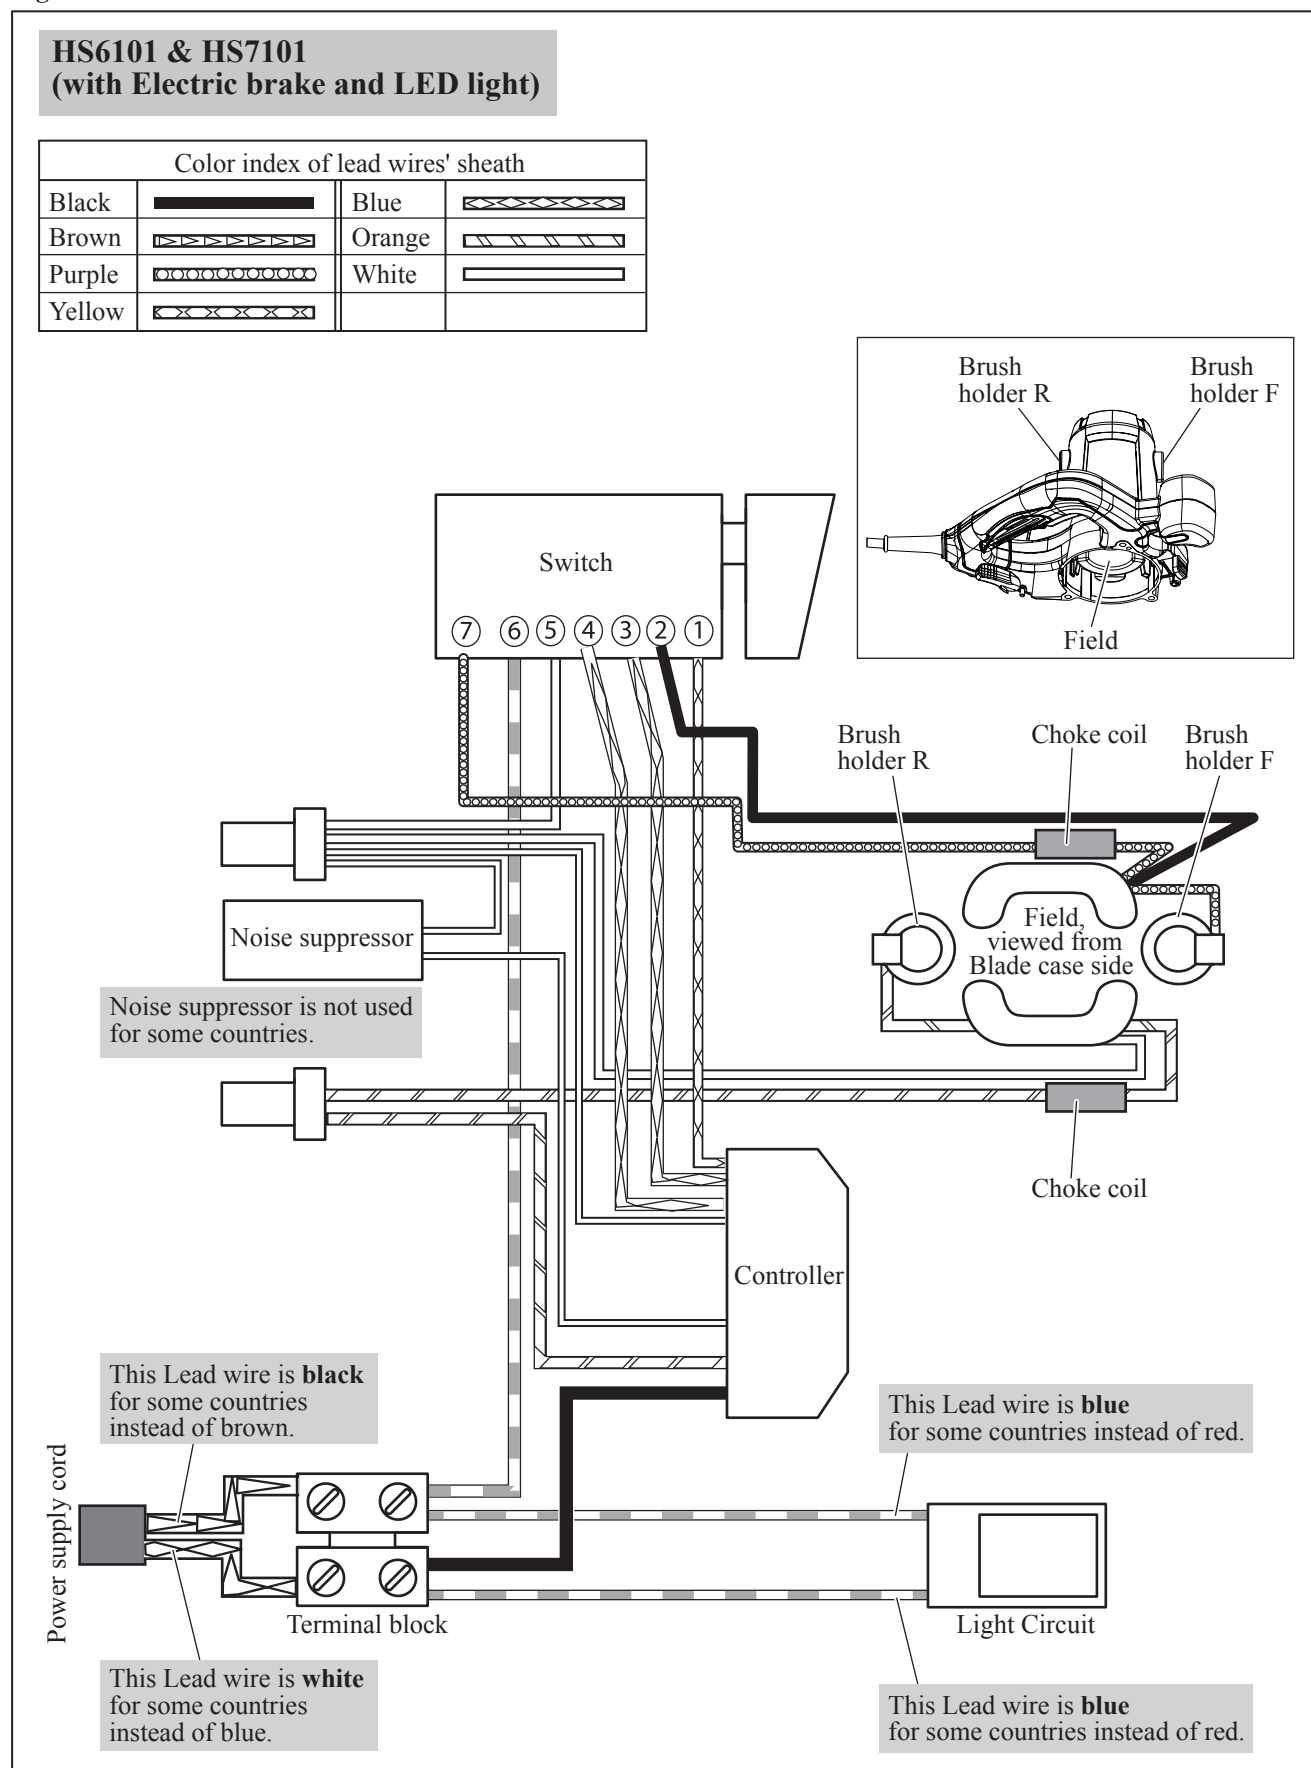 HS6101 & HS7101
(with Electric brake and LED light)
Color index of lead wires' sheath
Black
Blue
Brown
Orange
Purple
White
Yellow
Brush
holder R
Brush
holder F
Field
Switch
7
6
5
4
3
2
1
Brush
holder R
Choke coil
Brush
holder F
Noise suppressor
Field,
viewed from
Blade case side
Noise suppressor is not used
for some countries.
Choke coil
Controller
This Lead wire is black
for some countries
instead of brown.
This Lead wire is blue
for some countries instead of red.
Power supply cord
Terminal block
Light Circuit
This Lead wire is white
for some countries
instead of blue.
This Lead wire is blue
for some countries instead of red.